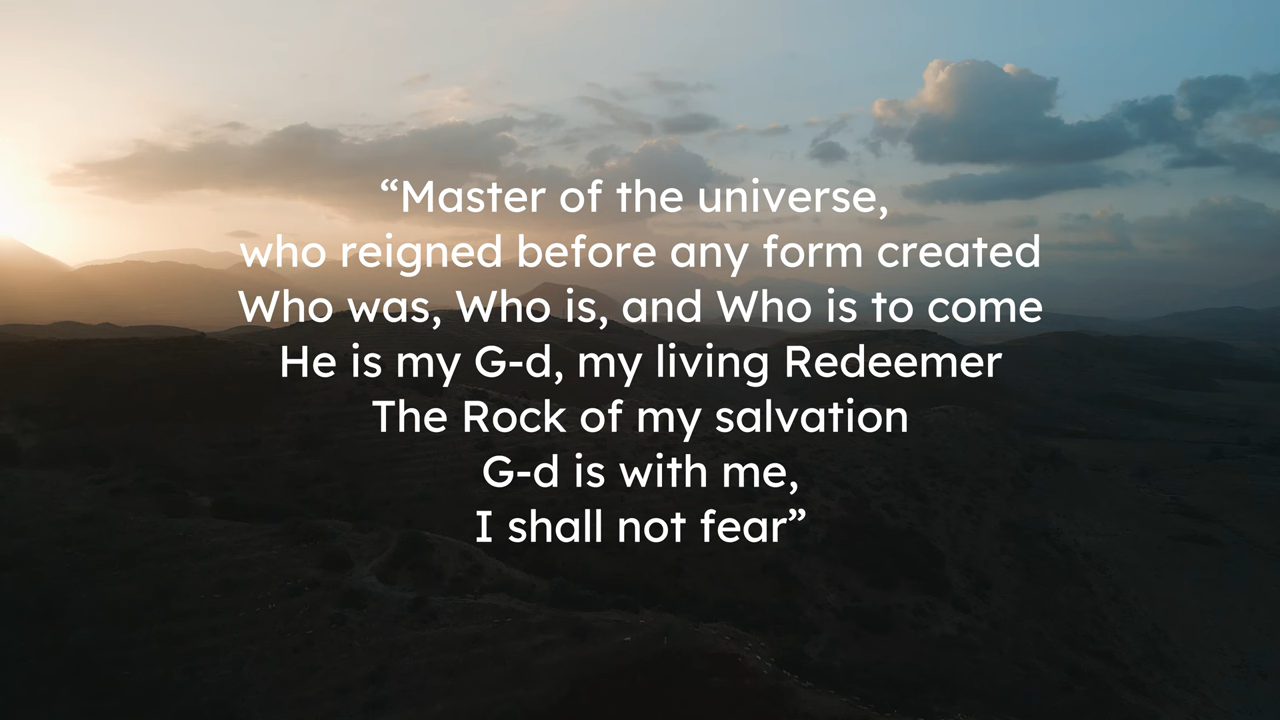 “Master of the universe,
who reigned before any form created
Who was, Who is, and Who is to come
He is my G-d, my living Redeemer
The Rock of my salvation
G-d is with me,
I shall not fear”